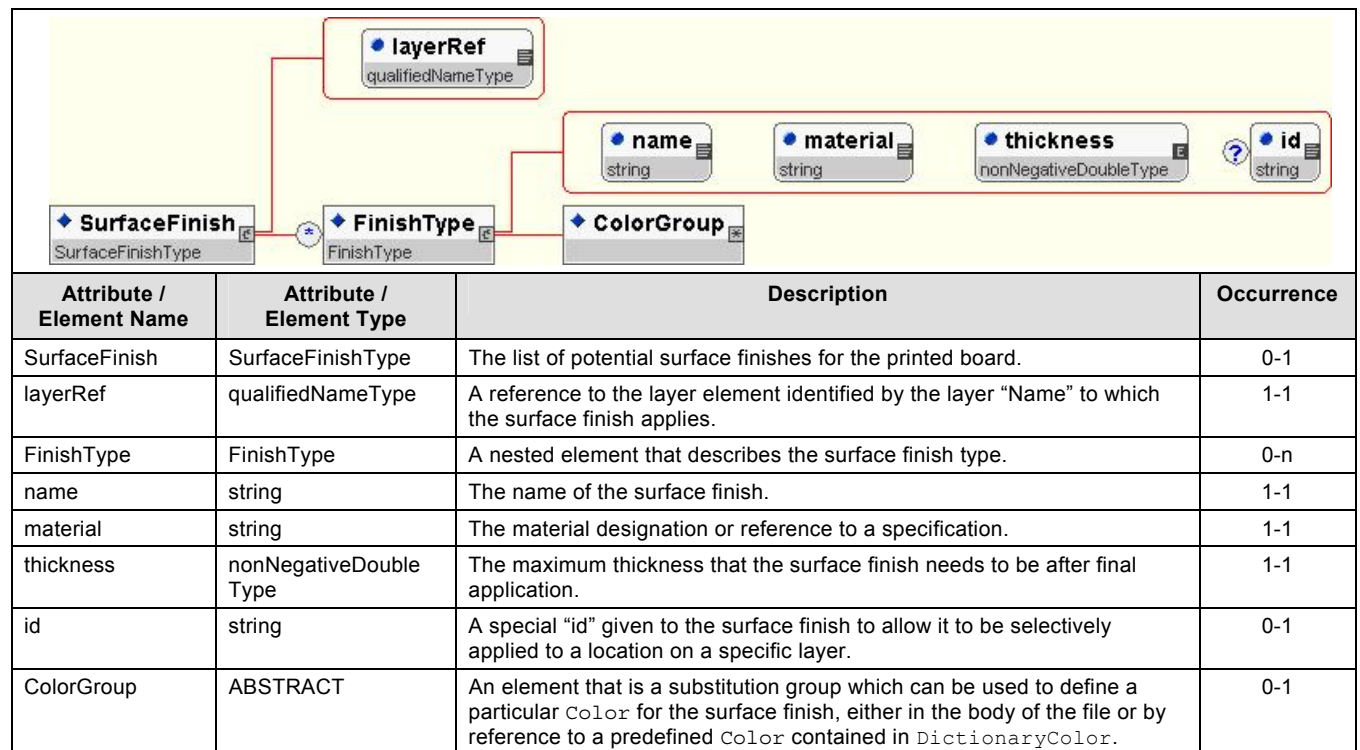 layerRef
qualifiedNameType
name
string
material
string
thickness
E
nonNegativeDoubleType
?
id
string
SurfaceFinish
SurfaceFinishType
*
FinishType
FinishType
ColorGroup
*
Attribute / Element Name
Attribute / Element Type
Description
Occurrence
SurfaceFinish
SurfaceFinishType
The list of potential surface finishes for the printed board.
0-1
layerRef
qualifiedNameType
A reference to the layer element identified by the layer “Name” to which
the surface finish applies.
1-1
FinishType
FinishType
A nested element that describes the surface finish type.
0-n
name
string
The name of the surface finish.
1-1
material
string
The material designation or reference to a specification.
1-1
thickness
nonNegativeDouble
Type
The maximum thickness that the surface finish needs to be after final
application.
1-1
id
string
A special “id” given to the surface finish to allow it to be selectively
applied to a location on a specific layer.
0-1
ColorGroup
ABSTRACT
An element that is a substitution group which can be used to define a
particular Color for the surface finish, either in the body of the file or by
reference to a predefined Color contained in DictionaryColor.
0-1